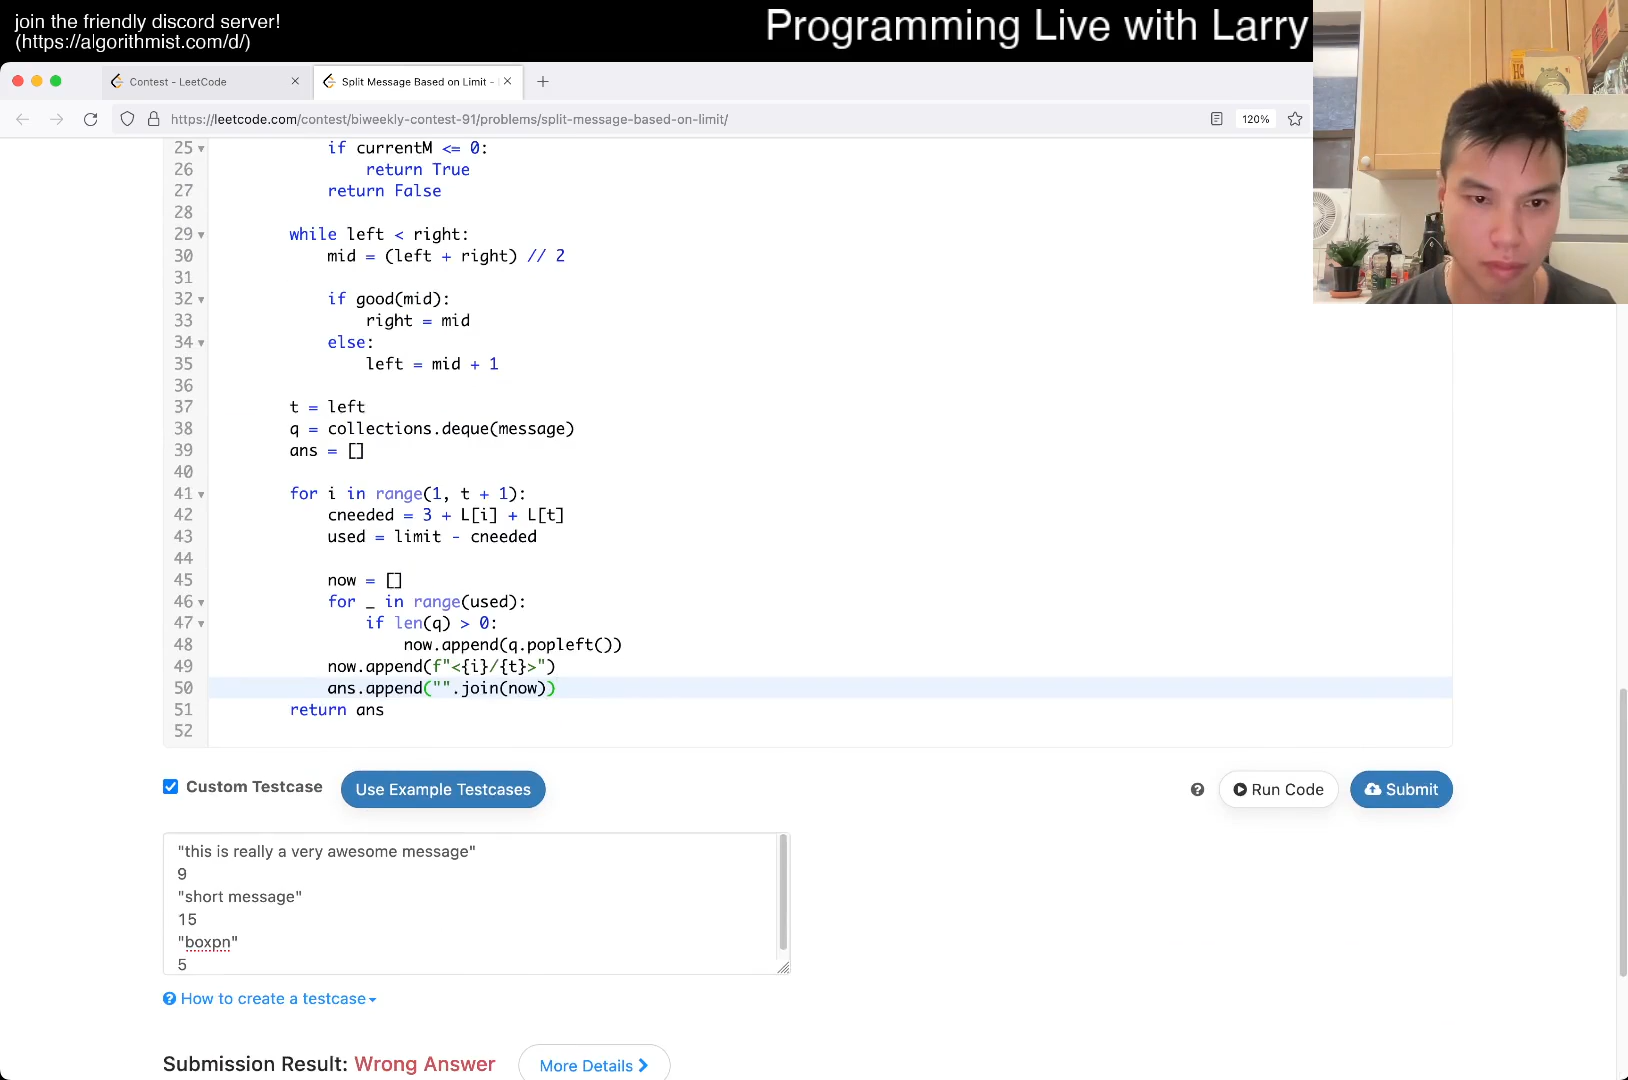 join the friendly discord server!
(https://algorithmist.com/d/)
Programming Live with Larry
Contest - LeetCode
Split Message Based on Limit -
https://leetcode.com/contest/biweekly-contest-91/problems/split-message-based-on-limit/
120%
25 if currentM <= 0:
26 return True
27 return False
28
29 while left < right:
30 mid = (left + right) // 2
31
32 if good(mid):
33 right = mid
34 else:
35 left = mid + 1
36
37 t = left
38 q = collections.deque(message)
39 ans = []
40
41 for i in range(1, t + 1):
42 cneeded = 3 + L[i] + L[t]
43 used = limit - cneeded
44
45 now = []
46 for _ in range(used):
47 if len(q) > 0:
48 now.append(q.popleft())
49 now.append(f"<{i}/{t}>")
50 ans.append("".join(now))
51 return ans
52
Custom Testcase
Use Example Testcases
?
Run Code
Submit
"this is really a very awesome message"
9
"short message"
15
"boxpn"
5
How to create a testcase
Submission Result: Wrong Answer
More Details